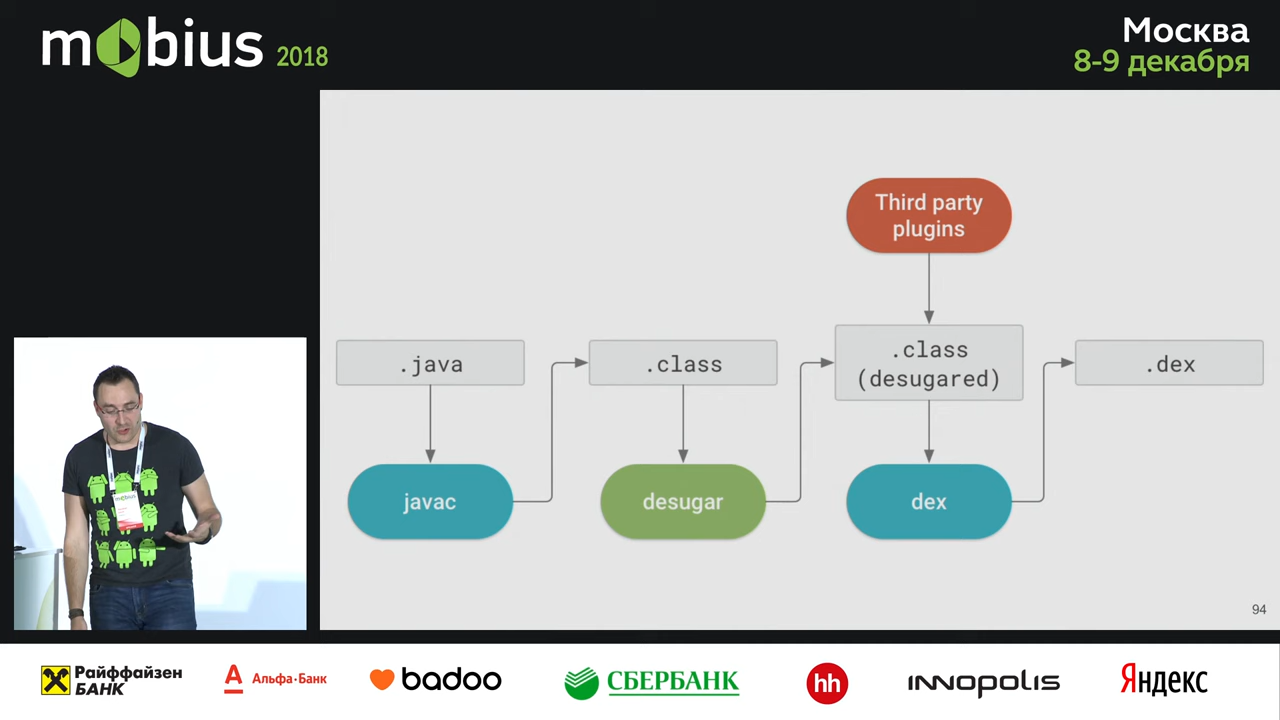 mobius 2018
Москва
8-9 декабря
Third party
plugins
.java
.class
.class
(desugared)
.dex
javac
desugar
dex
94
mobius
Райффайзен
БАНК
Альфа·Банк
badoo
СБЕРБАНК
hh
INNOPOLIS
Яндекс